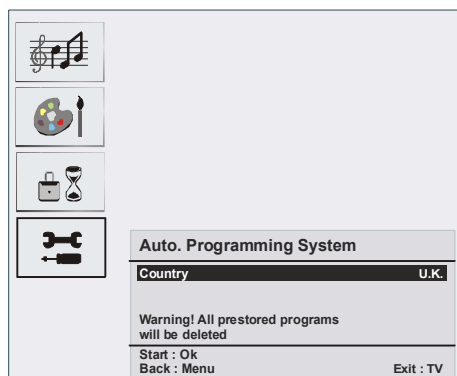 Auto. Programming System
Country U.K.
Warning! All prestored programs
will be deleted
Start : Ok
Back : Menu Exit : TV